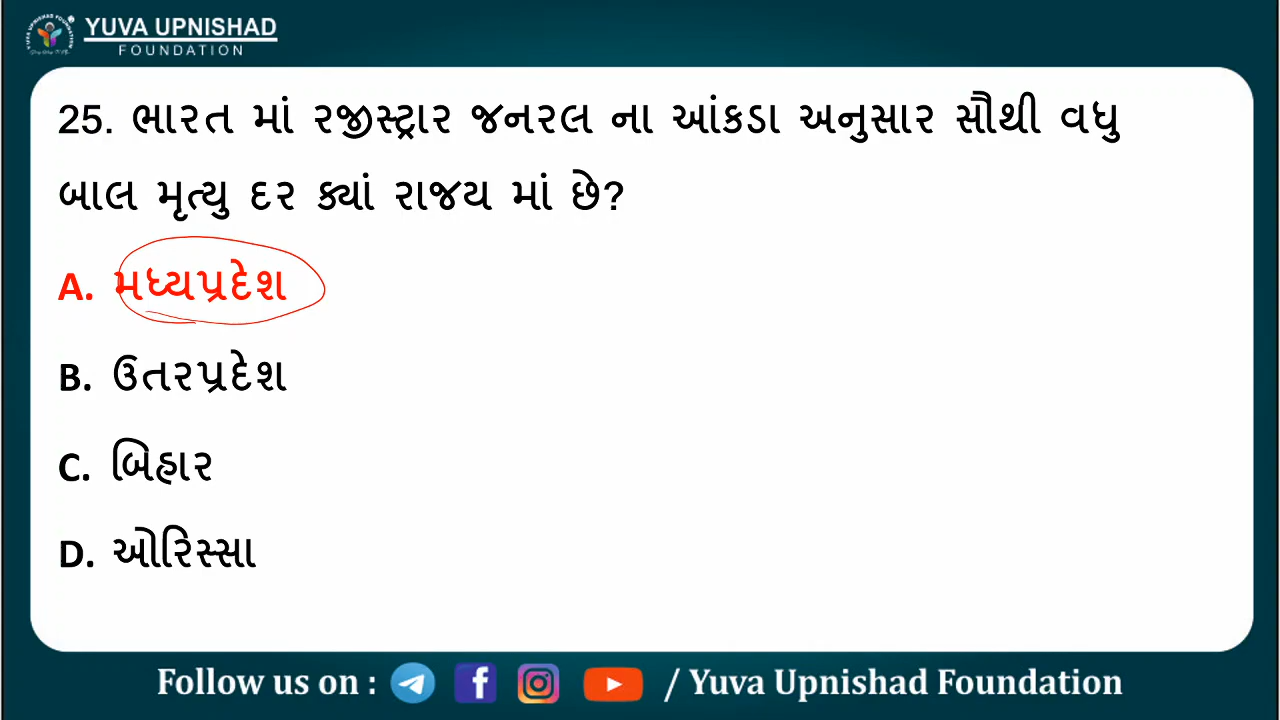 YUVA UPNISHAD
FOUNDATION
25. ભારત માં રજીસ્ટ્રાર જનરલ ના આંકડા અનુસાર સૌથી વધુ
બાલ મૃત્યુ દર ક્યાં રાજય માં છે?
A. મધ્યપ્રદેશ
B. ઉતરપ્રદેશ
C. બિહાર
D. ઓરિસ્સા
Follow us on : / Yuva Upnishad Foundation